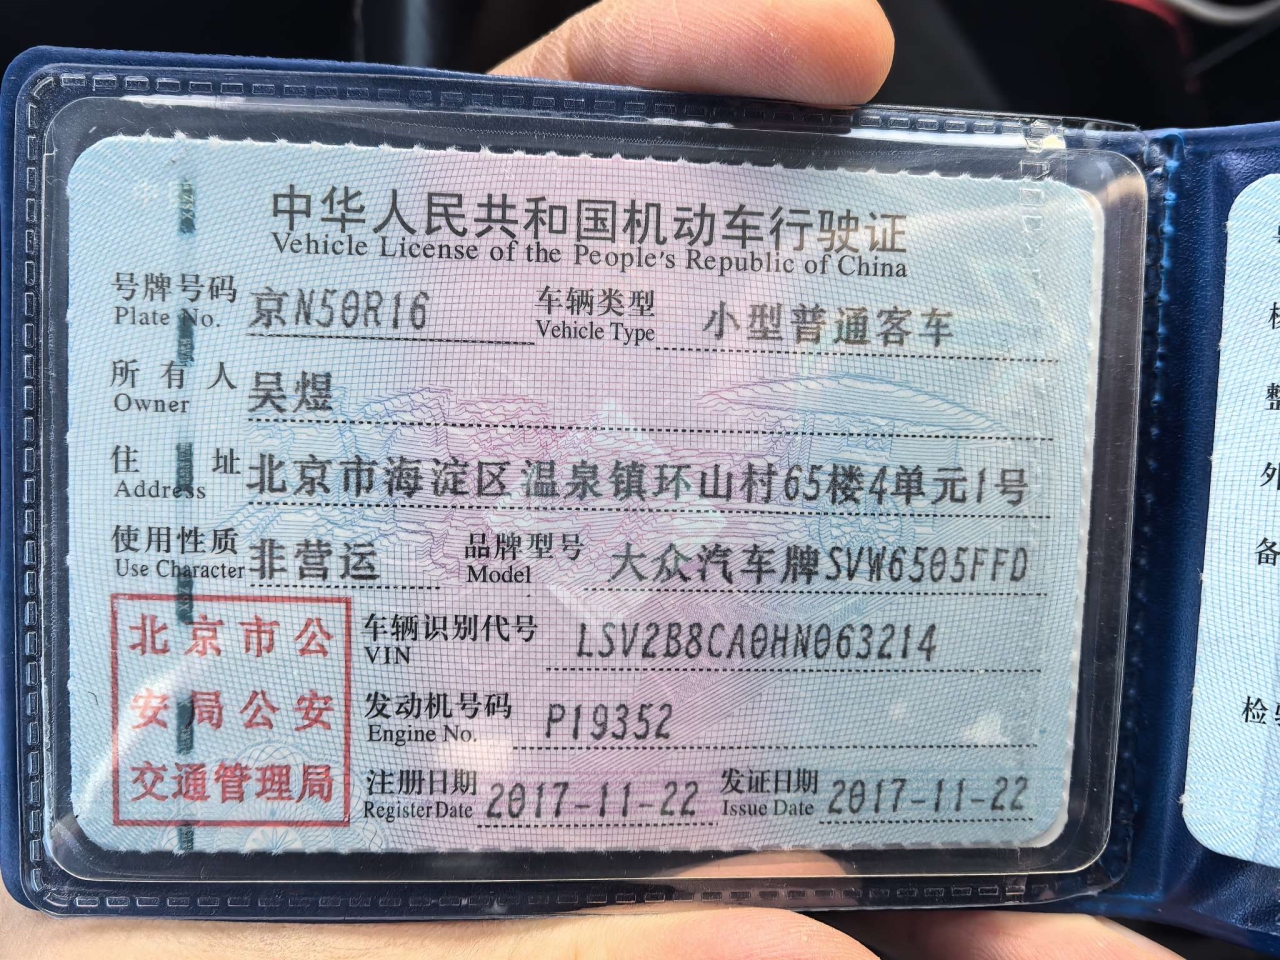 中华人民共和国机动车行驶证
Vehicle License of the People's Republic of China
号牌号码 京N50R16 车辆类型 小型普通客车
Plate No. Vehicle Type
所有人 吴煜
Owner
住址 北京市海淀区温泉镇环山村65楼4单元1号
Address
使用性质 非营运 品牌型号 大众汽车牌SVW6505FFD
Use Character Model
北京市公
安局公安
交通管理局
车辆识别代号 LSV2B8CA0HN063214
VIN
发动机号码 P19352
Engine No.
注册日期 2017-11-22 发证日期 2017-11-22
Register Date Issue Date
整
外
备
检验